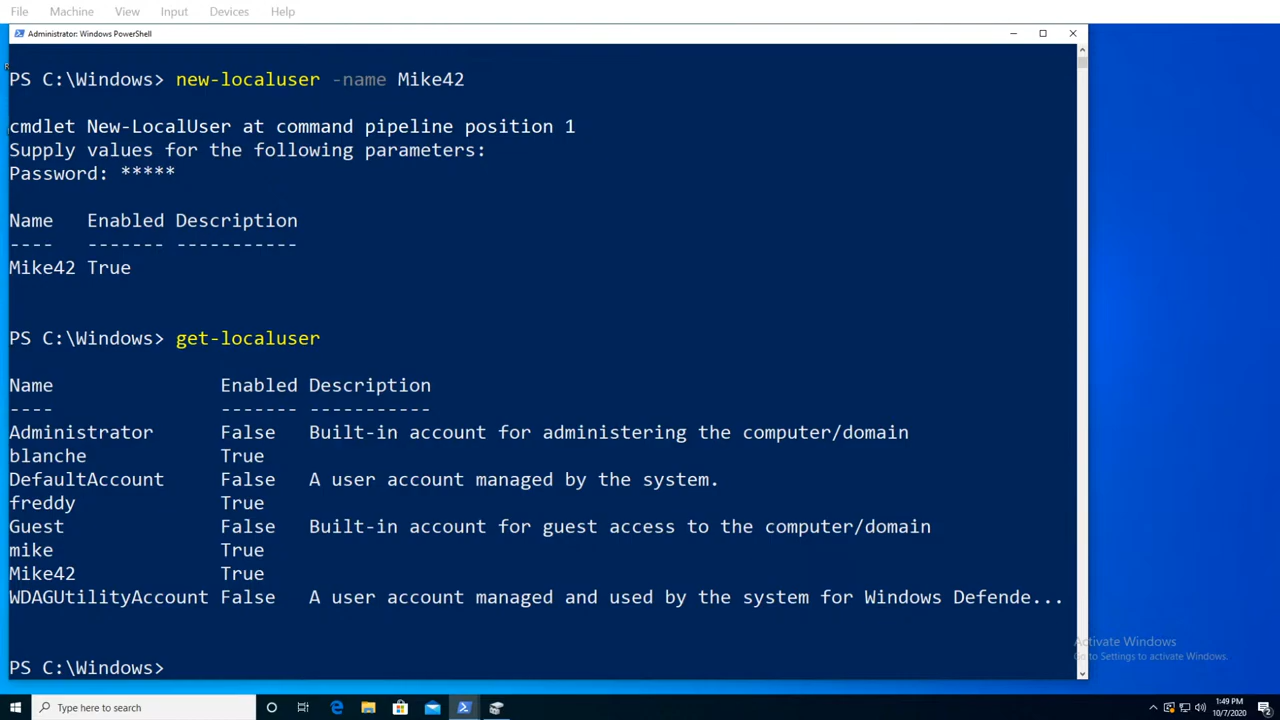 File Machine View Input Devices Help
Administrator: Windows PowerShell
PS C:\Windows> new-localuser -name Mike42
cmdlet New-LocalUser at command pipeline position 1
Supply values for the following parameters:
Password: *****
Name Enabled Description
---- ------- -----------
Mike42 True
PS C:\Windows> get-localuser
Name Enabled Description
---- ------- -----------
Administrator False Built-in account for administering the computer/domain
blanche True
DefaultAccount False A user account managed by the system.
freddy True
Guest False Built-in account for guest access to the computer/domain
mike True
Mike42 True
WDAGUtilityAccount False A user account managed and used by the system for Windows Defende...
PS C:\Windows>
Activate Windows
Go to Settings to activate Windows.
Type here to search
1:49 PM
10/7/2020
2